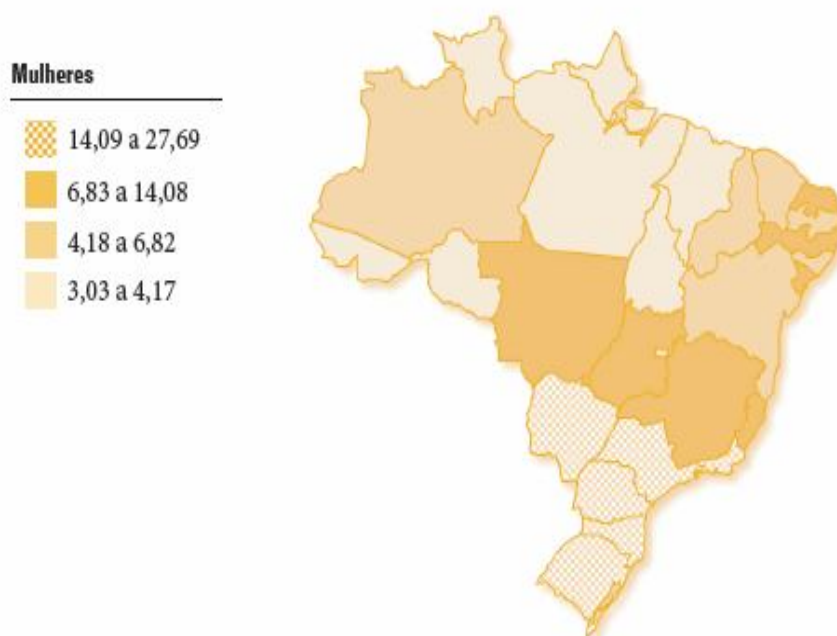 Mulheres
14,09 a 27,69
6,83 a 14,08
4,18 a 6,82
3,03 a 4,17